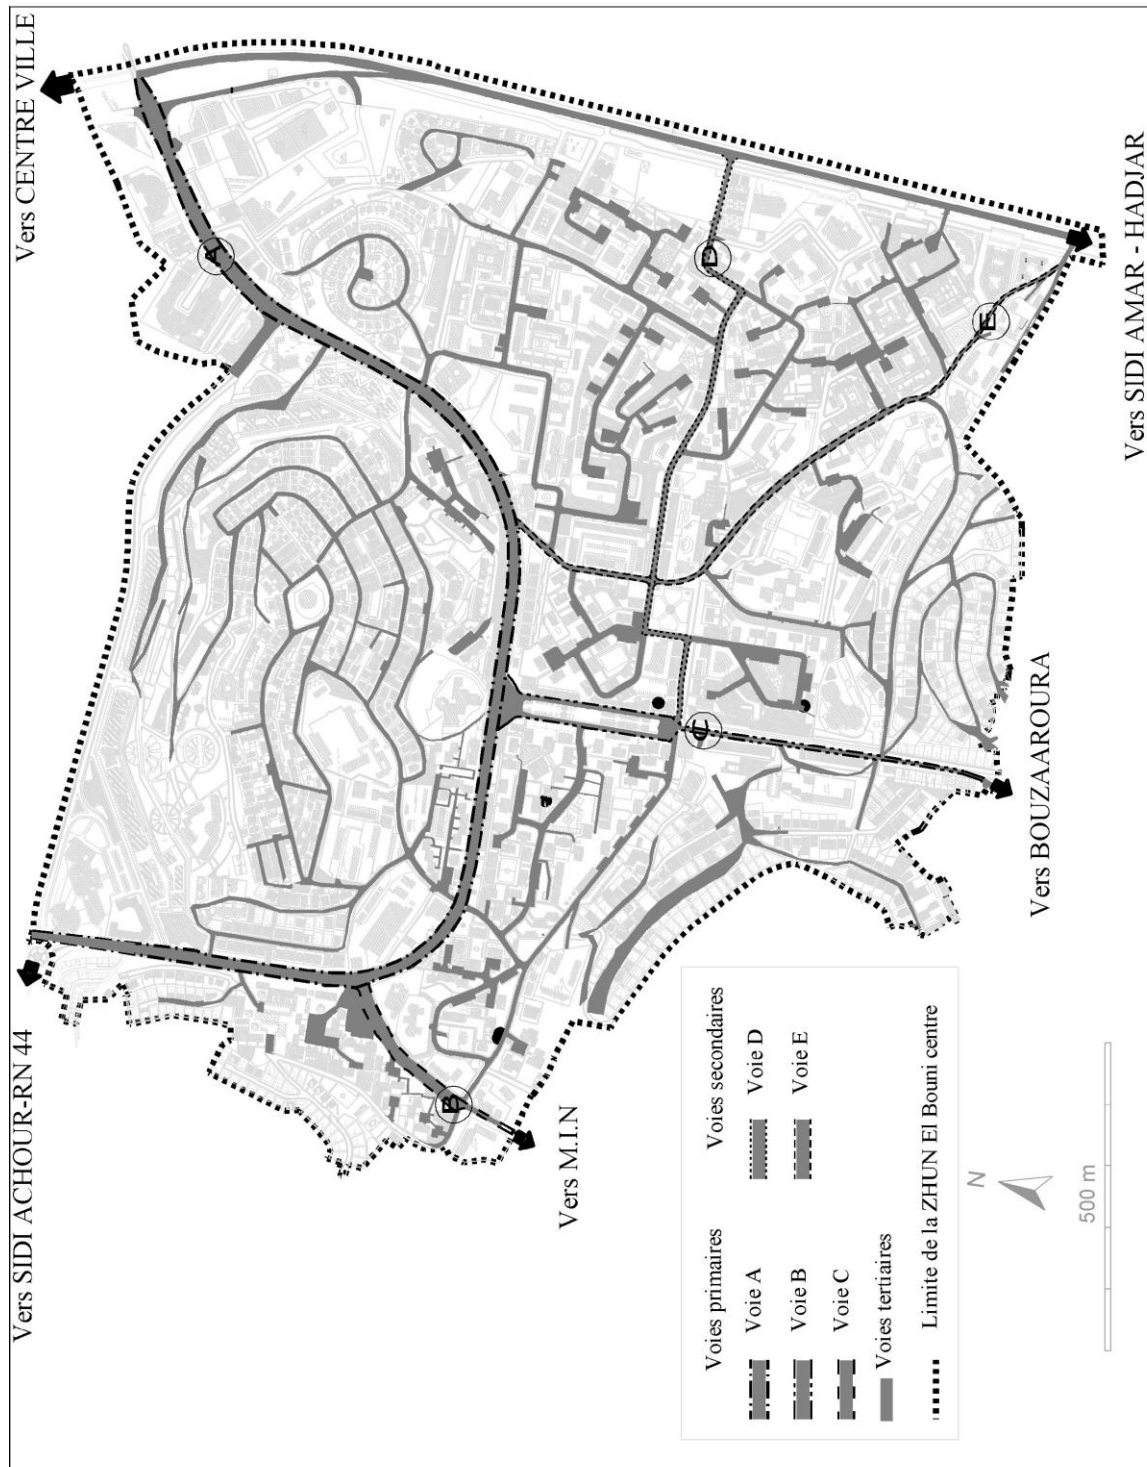 Vers SIDI ACHOUR-RN 44
Vers CENTRE VILLE
A
B
Vers M.I.N
C
D
E
Vers BOUZAAROURA
Vers SIDI AMAR - HADJAR
Voies primaires
Voie A
Voie B
Voie C
Voies tertiaires
Limite de la ZHUN El Bouni centre
Voies secondaires
Voie D
Voie E
N
500 m